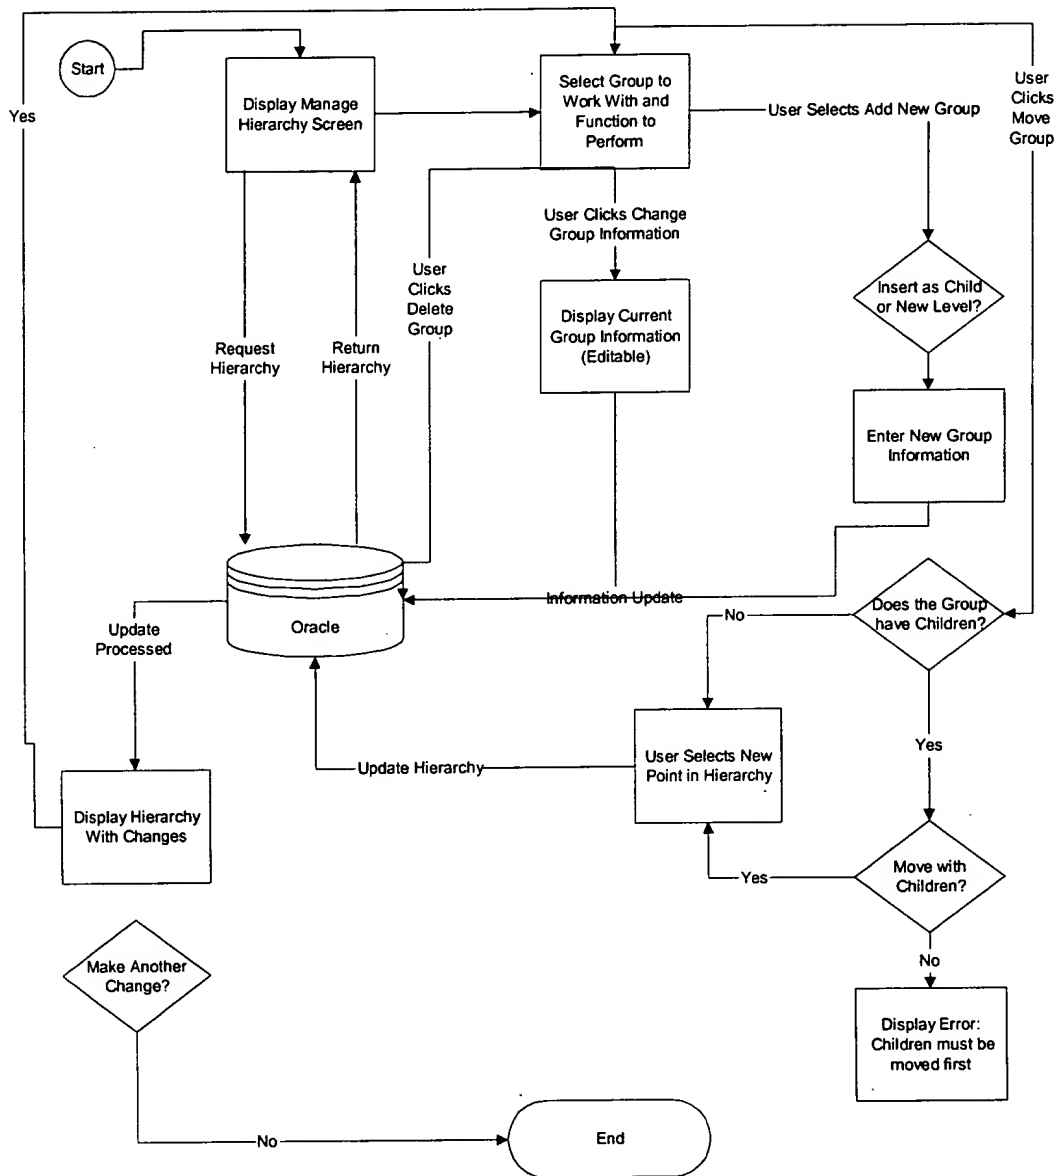 Start
Display Manage
Hierarchy Screen
Select Group to
Work With and
Function to
Perform
User Selects Add New Group
User
Clicks
Move
Group
Yes
User Clicks Change
Group Information
User
Clicks
Delete
Group
Insert as Child
or New Level?
Display Current
Group Information
(Editable)
Request
Hierarchy
Return
Hierarchy
Enter New Group
Information
Information Update
Oracle
Does the Group
have Children?
No
Update
Processed
Yes
User Selects New
Point in Hierarchy
Update Hierarchy
Display Hierarchy
With Changes
Move with
Children?
Yes
No
Make Another
Change?
Display Error:
Children must be
moved first
No
End